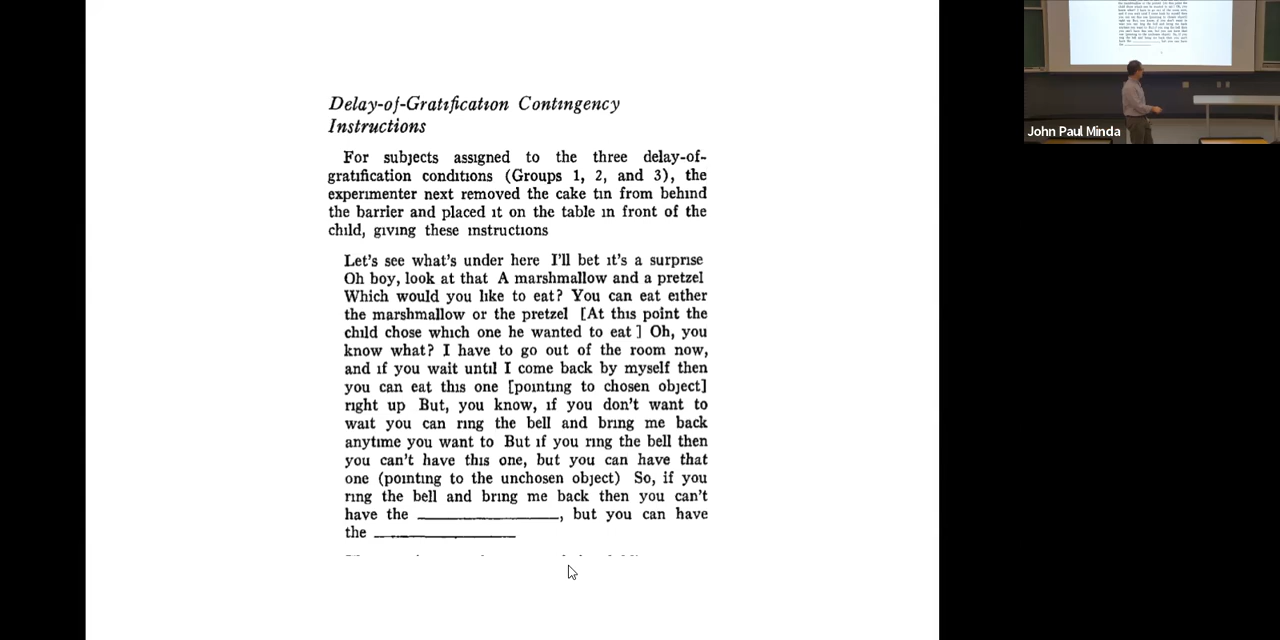 Delay-of-Gratification Contingency
Instructions
For subjects assigned to the three delay-of-
gratification conditions (Groups 1, 2, and 3), the
experimenter next removed the cake tin from behind
the barrier and placed it on the table in front of the
child, giving these instructions
Let's see what's under here I'll bet it's a surprise
Oh boy, look at that A marshmallow and a pretzel
Which would you like to eat? You can eat either
the marshmallow or the pretzel [At this point the
child chose which one he wanted to eat ] Oh, you
know what? I have to go out of the room now,
and if you wait until I come back by myself then
you can eat this one [pointing to chosen object]
right up But, you know, if you don't want to
wait you can ring the bell and bring me back
anytime you want to But if you ring the bell then
you can't have this one, but you can have that
one (pointing to the unchosen object) So, if you
ring the bell and bring me back then you can't
have the ________________, but you can have
the ________________
John Paul Minda